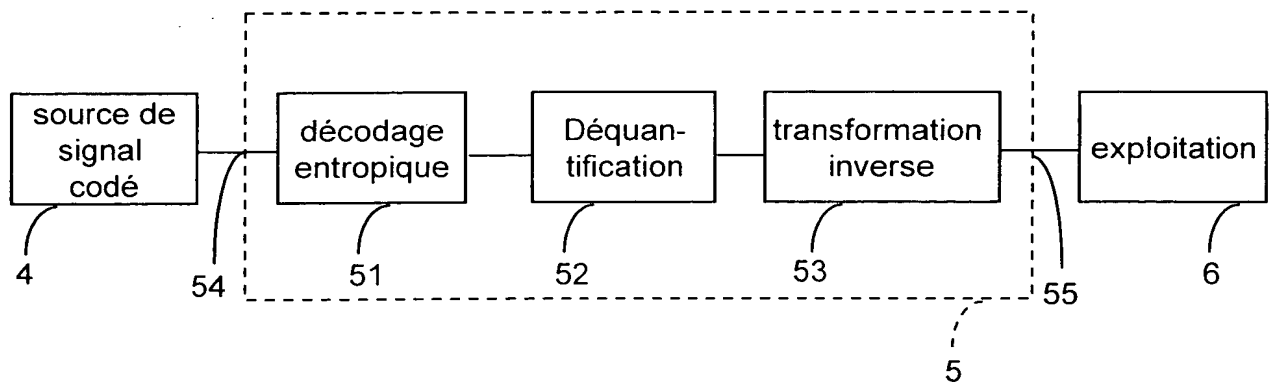 source de
signal
codé
décodage
entropique
Déquan-
tification
transformation
inverse
exploitation
4
54
51
52
53
55
6
5